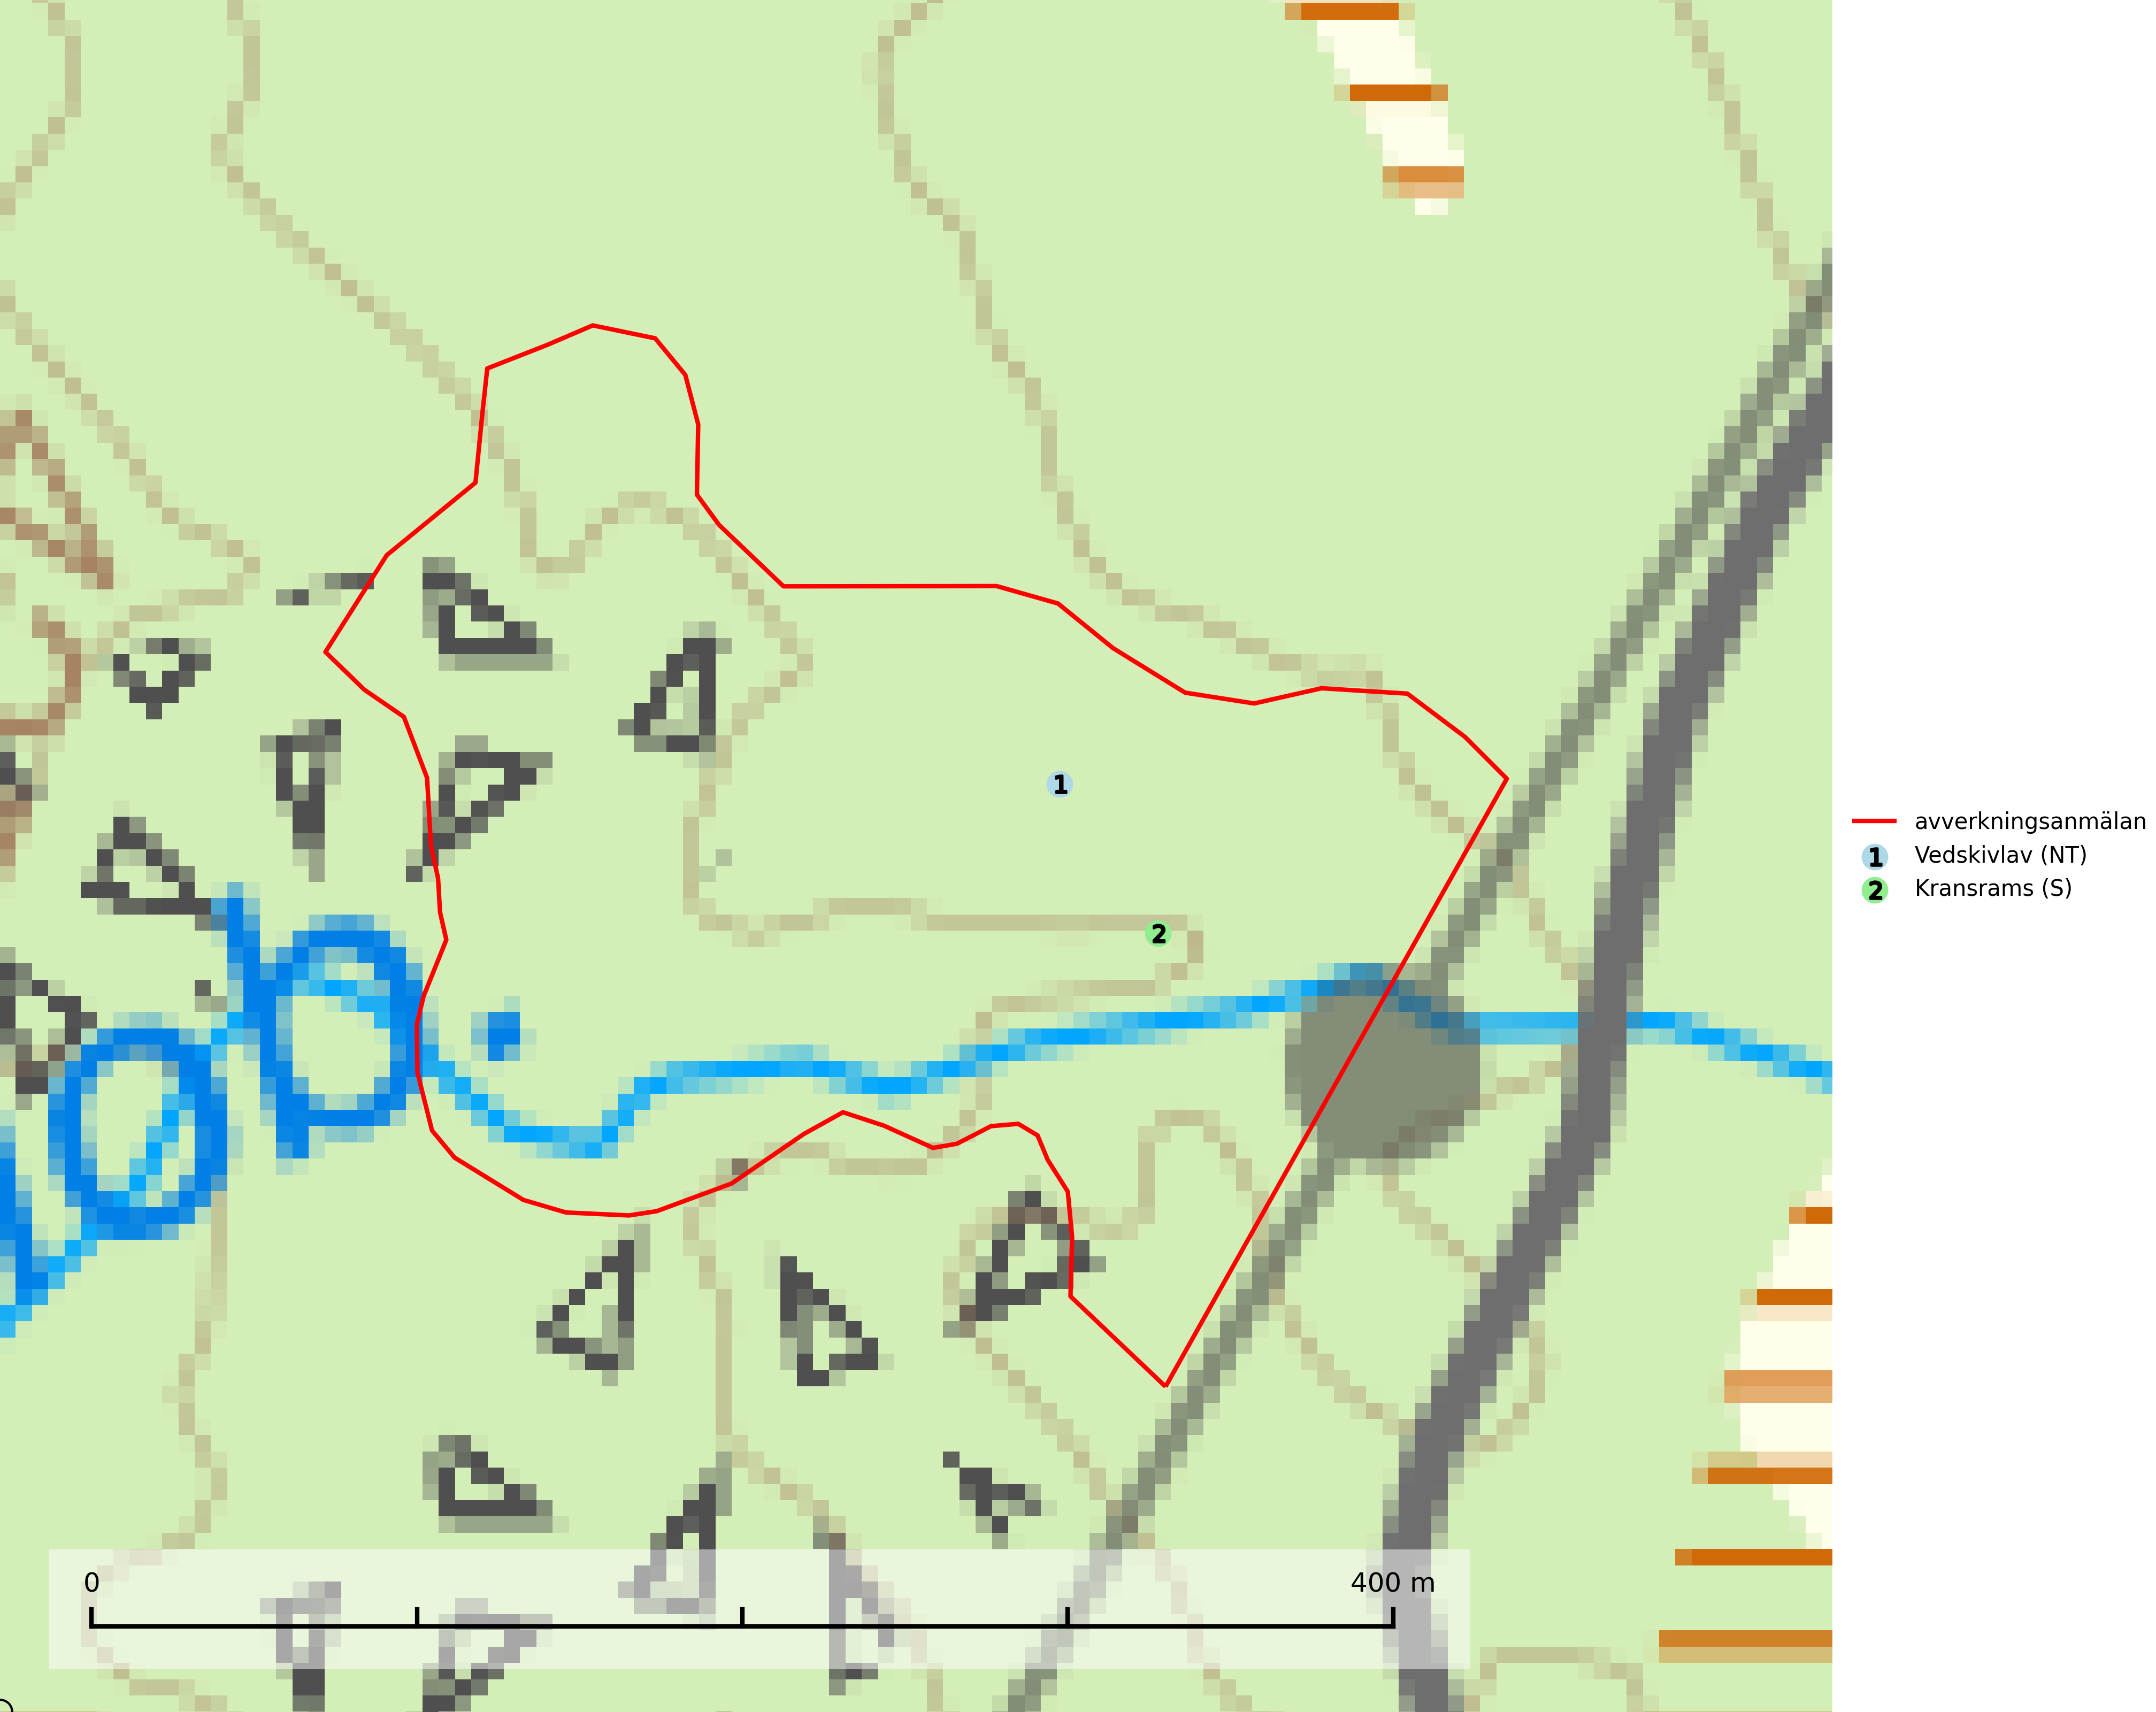 1
2
avverkningsanmälan
1 Vedskivlav (NT)
2 Kransrams (S)
0 400 m